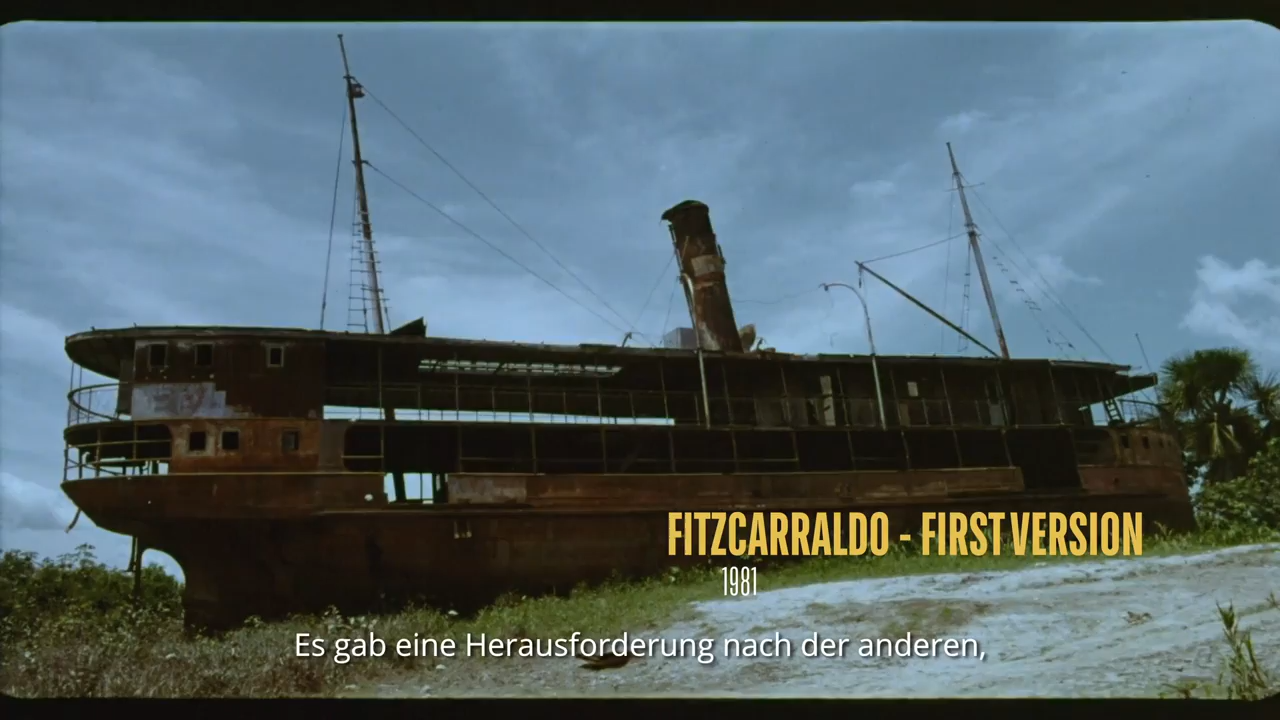 FITZCARRALDO - FIRST VERSION
1981
Es gab eine Herausforderung nach der anderen,